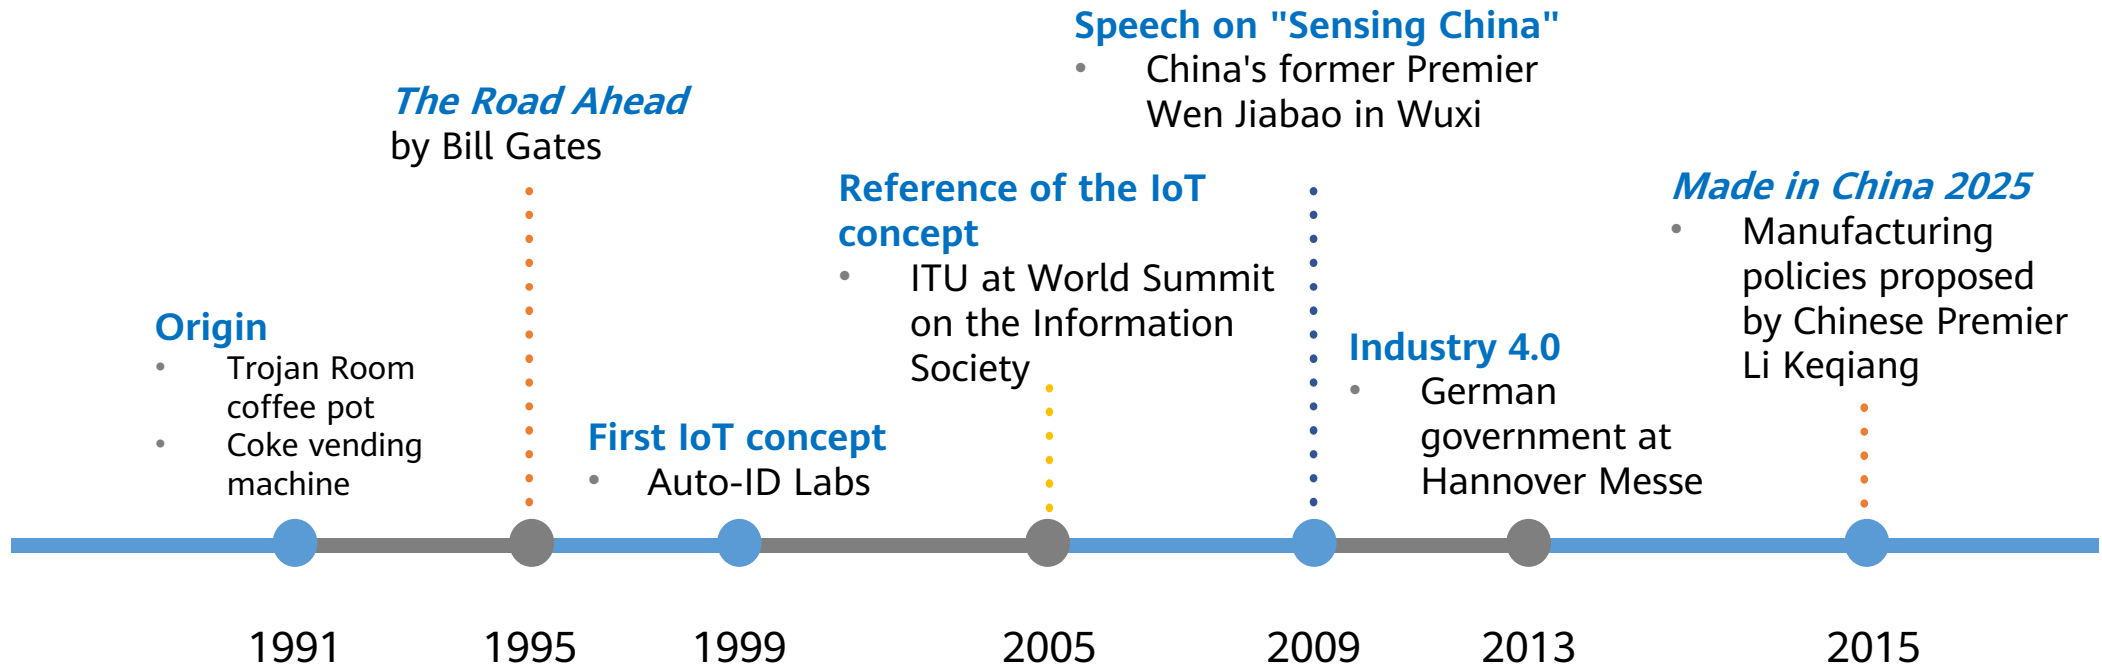 Origin
• Trojan Room
coffee pot
• Coke vending
machine
The Road Ahead
by Bill Gates
First IoT concept
• Auto-ID Labs
Reference of the IoT
concept
• ITU at World Summit
on the Information
Society
Speech on "Sensing China"
• China's former Premier
Wen Jiabao in Wuxi
Industry 4.0
• German
government at
Hannover Messe
Made in China 2025
• Manufacturing
policies proposed
by Chinese Premier
Li Keqiang
1991
1995
1999
2005
2009
2013
2015